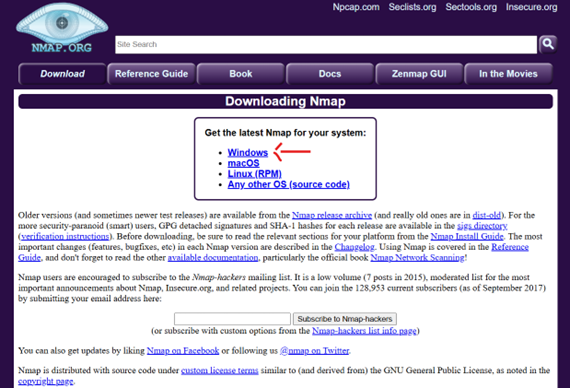 Npcap.com Seclists.org Sectools.org Insecure.org
NMAP.ORG
Site Search
Download Reference Guide Book Docs Zenmap GUI In the Movies
Downloading Nmap
Get the latest Nmap for your system:
• Windows
• macOS
• Linux (RPM)
• Any other OS (source code)
Older versions (and sometimes newer test releases) are available from the Nmap release archive (and really old ones are in dist-old). For the
more security-paranoid (smart) users, GPG detached signatures and SHA-1 hashes for each release are available in the sigs directory
(verification instructions). Before downloading, be sure to read the relevant sections for your platform from the Nmap Install Guide. The most
important changes (features, bugfixes, etc) in each Nmap version are described in the Changelog. Using Nmap is covered in the Reference
Guide, and don't forget to read the other available documentation, particularly the official book Nmap Network Scanning!
Nmap users are encouraged to subscribe to the Nmap-hackers mailing list. It is a low volume (7 posts in 2015), moderated list for the most
important announcements about Nmap, Insecure.org, and related projects. You can join the 128,953 current subscribers (as of September 2017)
by submitting your email address here:
Subscribe to Nmap-hackers
(or subscribe with custom options from the Nmap-hackers list info page)
You can also get updates by liking Nmap on Facebook or following us @nmap on Twitter.
Nmap is distributed with source code under custom license terms similar to (and derived from) the GNU General Public License, as noted in the
copyright page.